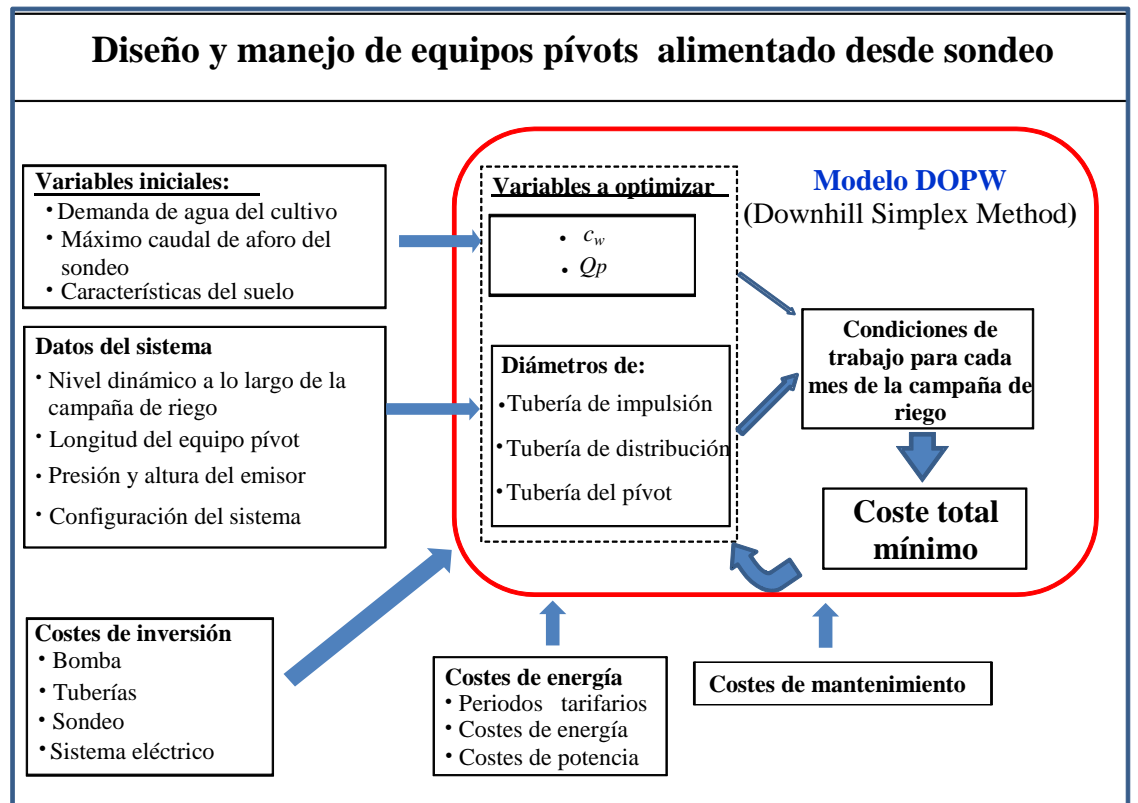 Diseño y manejo de equipos pívots alimentado desde sondeo
Variables iniciales:
• Demanda de agua del cultivo
• Máximo caudal de aforo del
sondeo
• Características del suelo
Datos del sistema
• Nivel dinámico a lo largo de la
campaña de riego
• Longitud del equipo pívot
• Presión y altura del emisor
• Configuración del sistema
Costes de inversión
• Bomba
• Tuberías
• Sondeo
• Sistema eléctrico
Variables a optimizar
• cw
• Qp
Diámetros de:
• Tubería de impulsión
• Tubería de distribución
• Tubería del pívot
Modelo DOPW
(Downhill Simplex Method)
Condiciones de
trabajo para cada
mes de la campaña de
riego
Coste total
mínimo
Costes de energía
• Periodos tarifarios
• Costes de energía
• Costes de potencia
Costes de mantenimiento